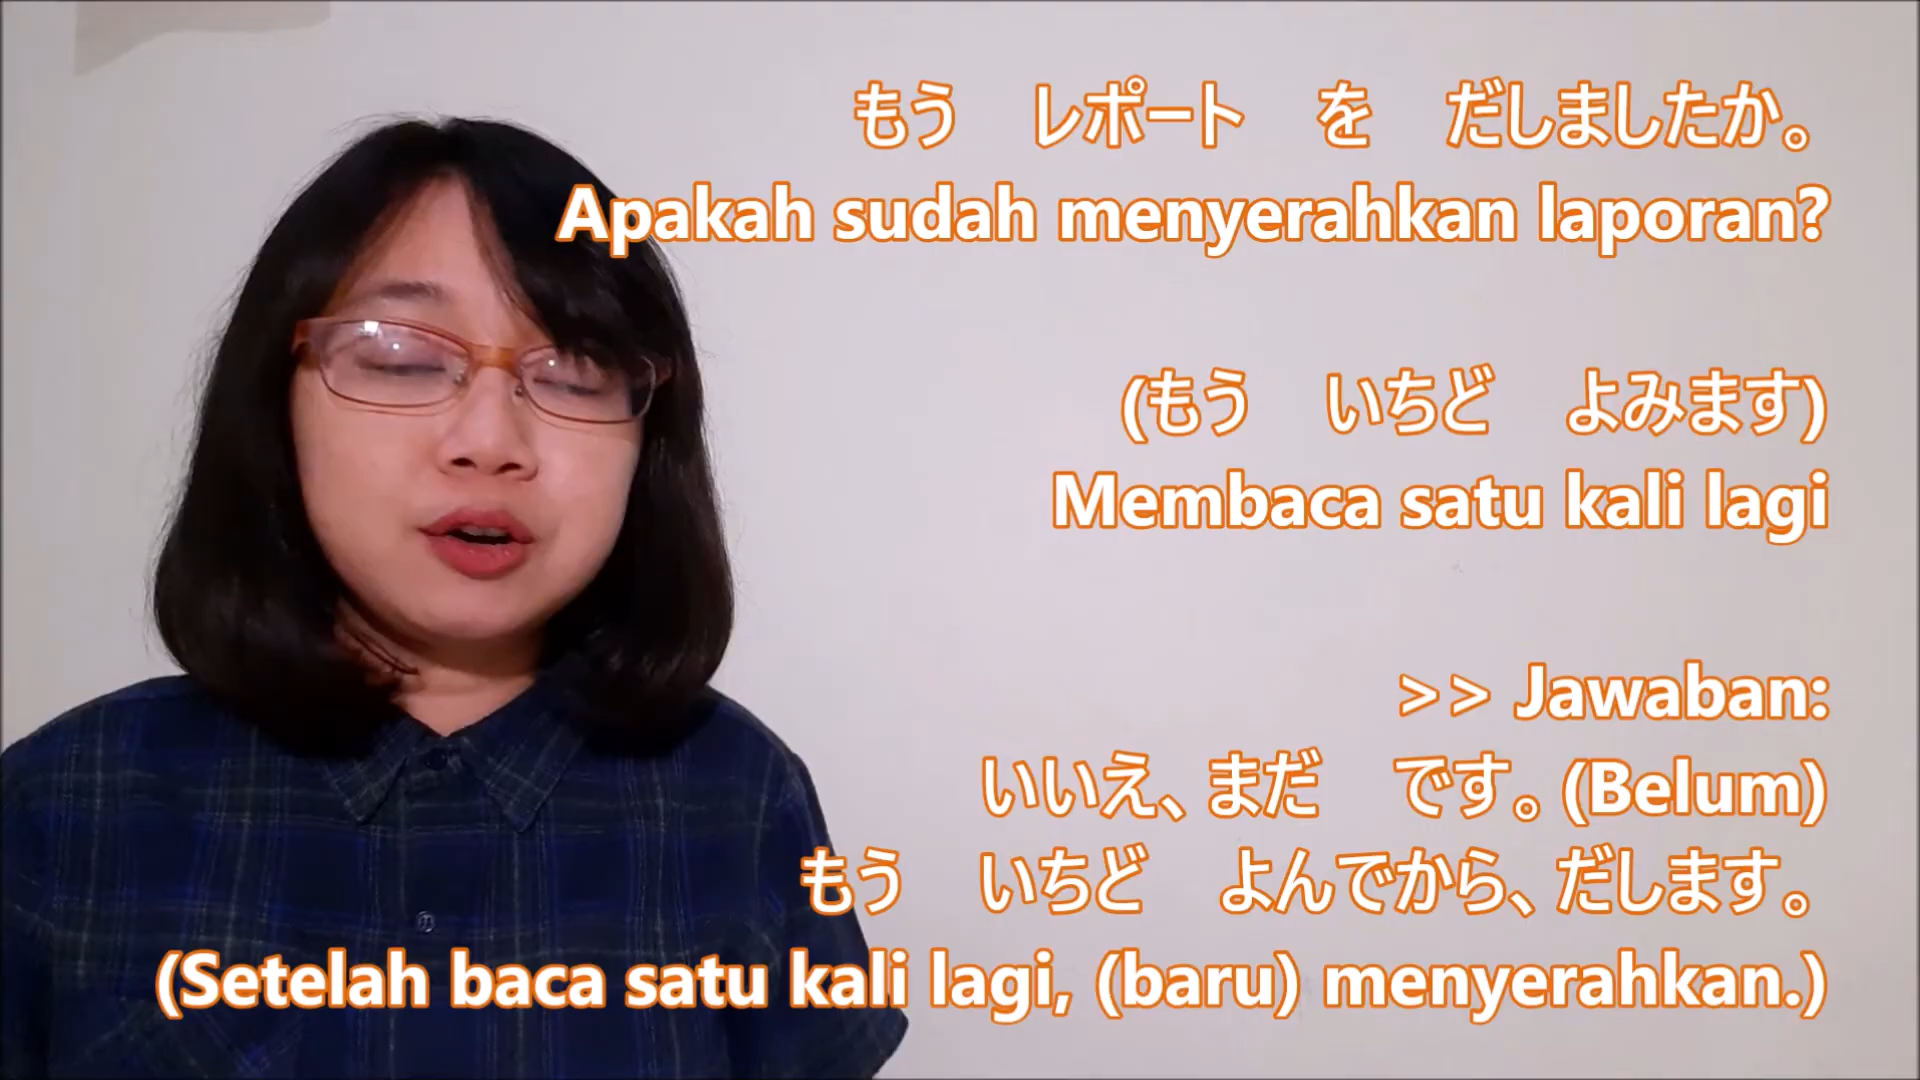 もう　レポート　を　だしましたか。
Apakah sudah menyerahkan laporan?
(もう　いちど　よみます)
Membaca satu kali lagi
>> Jawaban:
いいえ、まだ　です。(Belum)
もう　いちど　よんでから、だします。
(Setelah baca satu kali lagi, (baru) menyerahkan.)